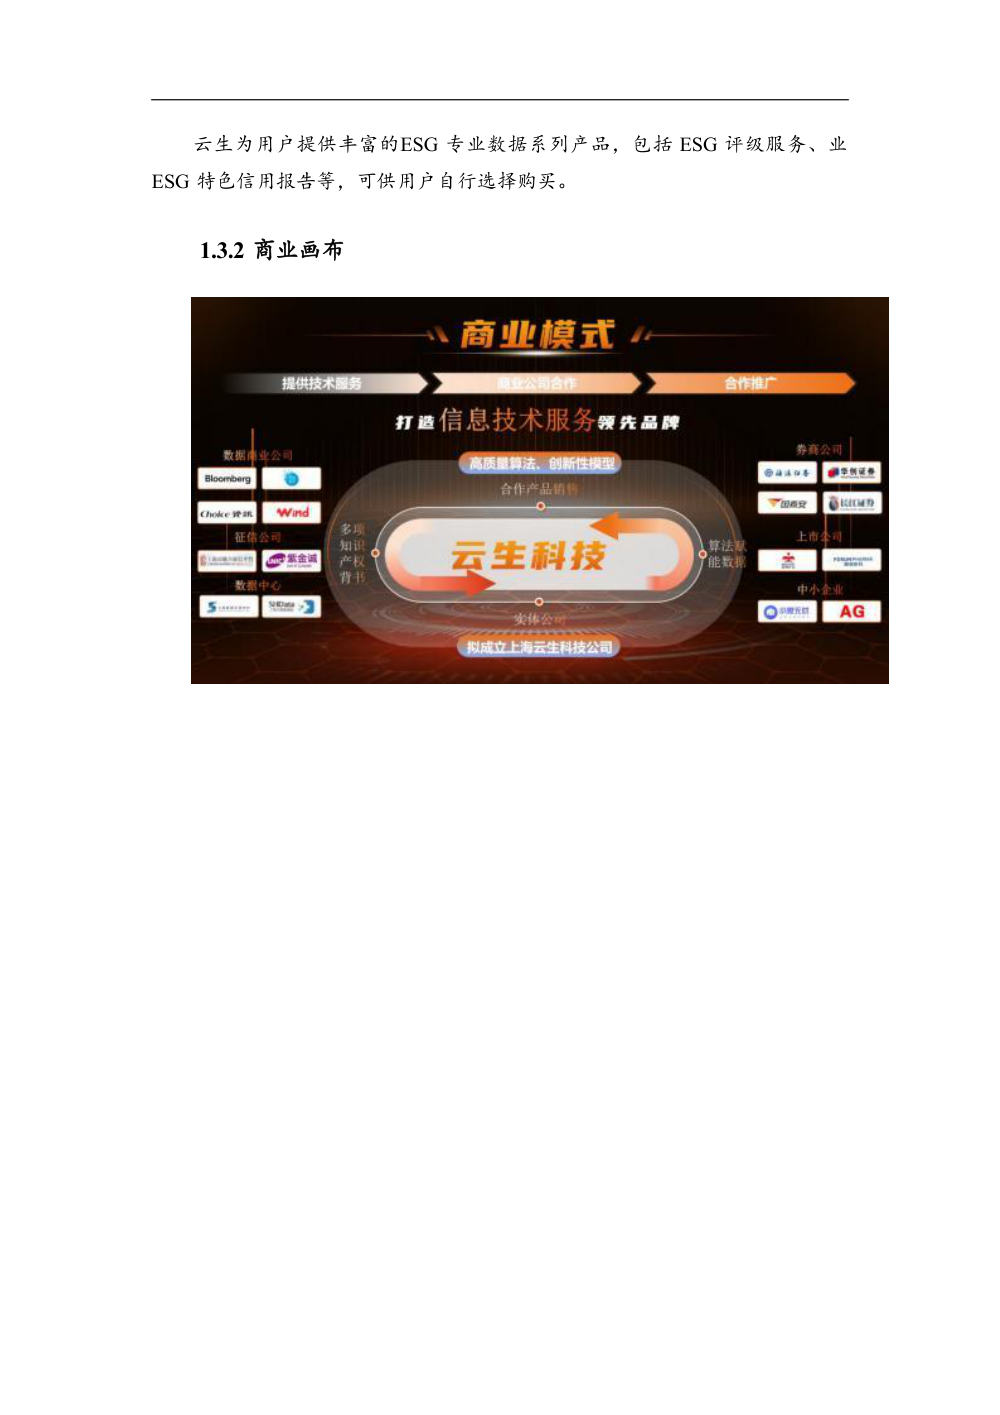 云生为用户提供丰富的ESG 专业数据系列产品，包括 ESG 评级服务、业
ESG 特色信用报告等，可供用户自行选择购买。
1.3.2 商业画布
商业模式
提供技术服务
商业公司合作
合作推广
打造信息技术服务领先品牌
数据商业公司
Bloomberg
Choice 资讯
Wind
征信公司
紫金诚
数据中心
SHData
高质量算法、创新性模型
合作产品销售
多项
知识
产权
背书
云生科技
算法赋
能数据
实体公司
拟成立上海云生科技公司
券商公司
华创证券
国泰君安
长江证券
上市公司
中小企业
AG